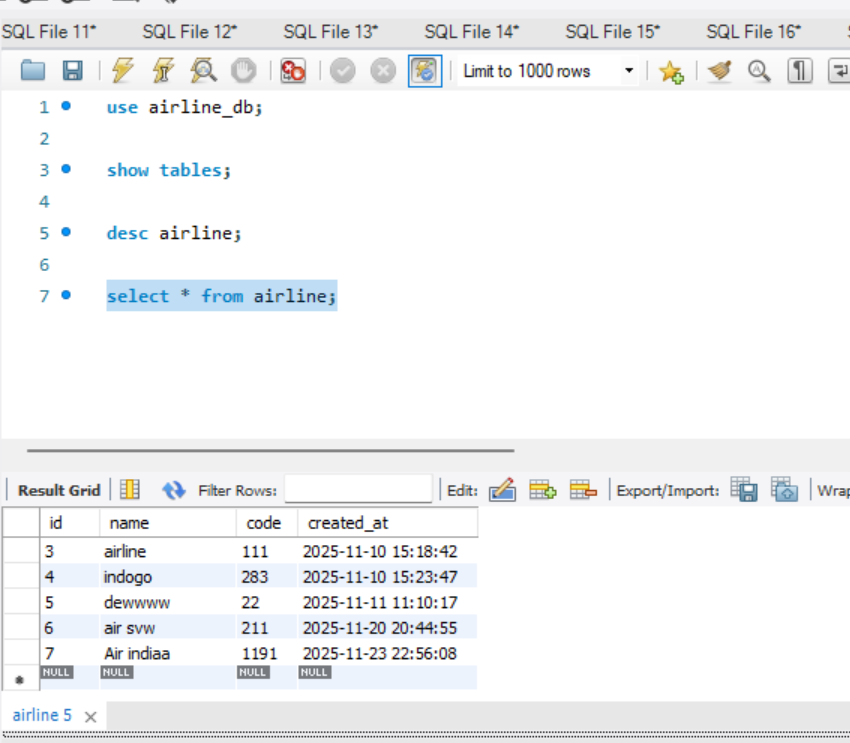 SQL File 11* SQL File 12* SQL File 13* SQL File 14* SQL File 15* SQL File 16*
Limit to 1000 rows
1 use airline_db;
2
3 show tables;
4
5 desc airline;
6
7 select * from airline;
Result Grid Filter Rows: Edit: Export/Import: Wrap
id name code created_at
3 airline 111 2025-11-10 15:18:42
4 indogo 283 2025-11-10 15:23:47
5 dewwww 22 2025-11-11 11:10:17
6 air svw 211 2025-11-20 20:44:55
7 Air indiaa 1191 2025-11-23 22:56:08
NULL NULL NULL NULL
airline 5